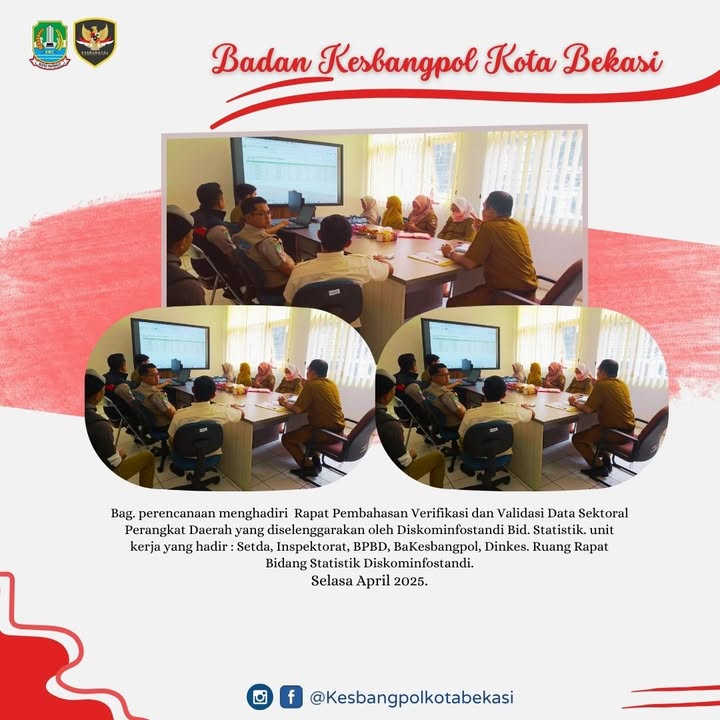 Badan Kesbangpol Kota Bekasi
Bag. perencanaan menghadiri Rapat Pembahasan Verifikasi dan Validasi Data Sektoral
Perangkat Daerah yang diselenggarakan oleh Diskominfostandi Bid. Statistik. unit
kerja yang hadir : Setda, Inspektorat, BPBD, BaKesbangpol, Dinkes. Ruang Rapat
Bidang Statistik Diskominfostandi.
Selasa April 2025.
@Kesbangpolkotabekasi